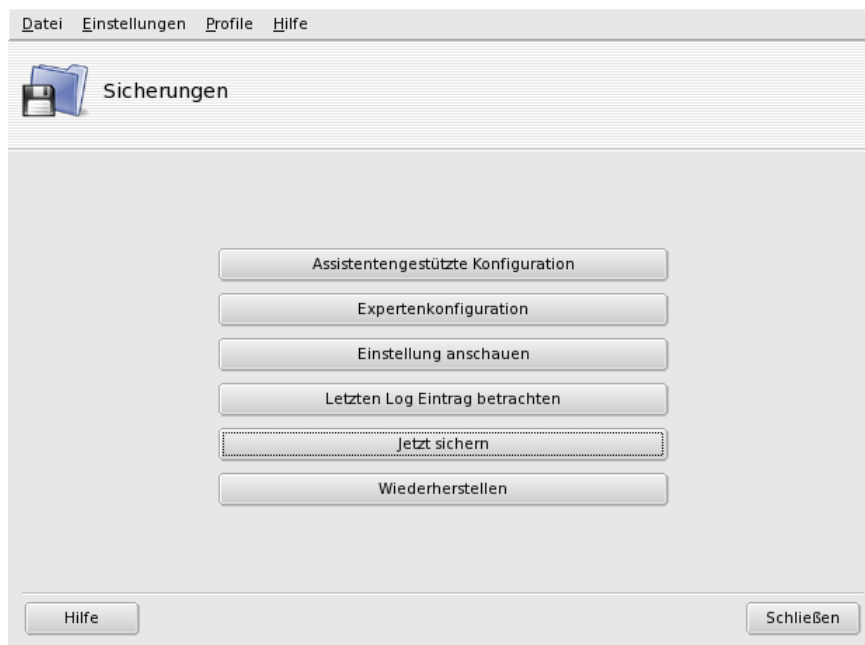 Datei Einstellungen Profile Hilfe
Sicherungen
Assistentengestützte Konfiguration
Expertenkonfiguration
Einstellung anschauen
Letzten Log Eintrag betrachten
Jetzt sichern
Wiederherstellen
Hilfe Schließen